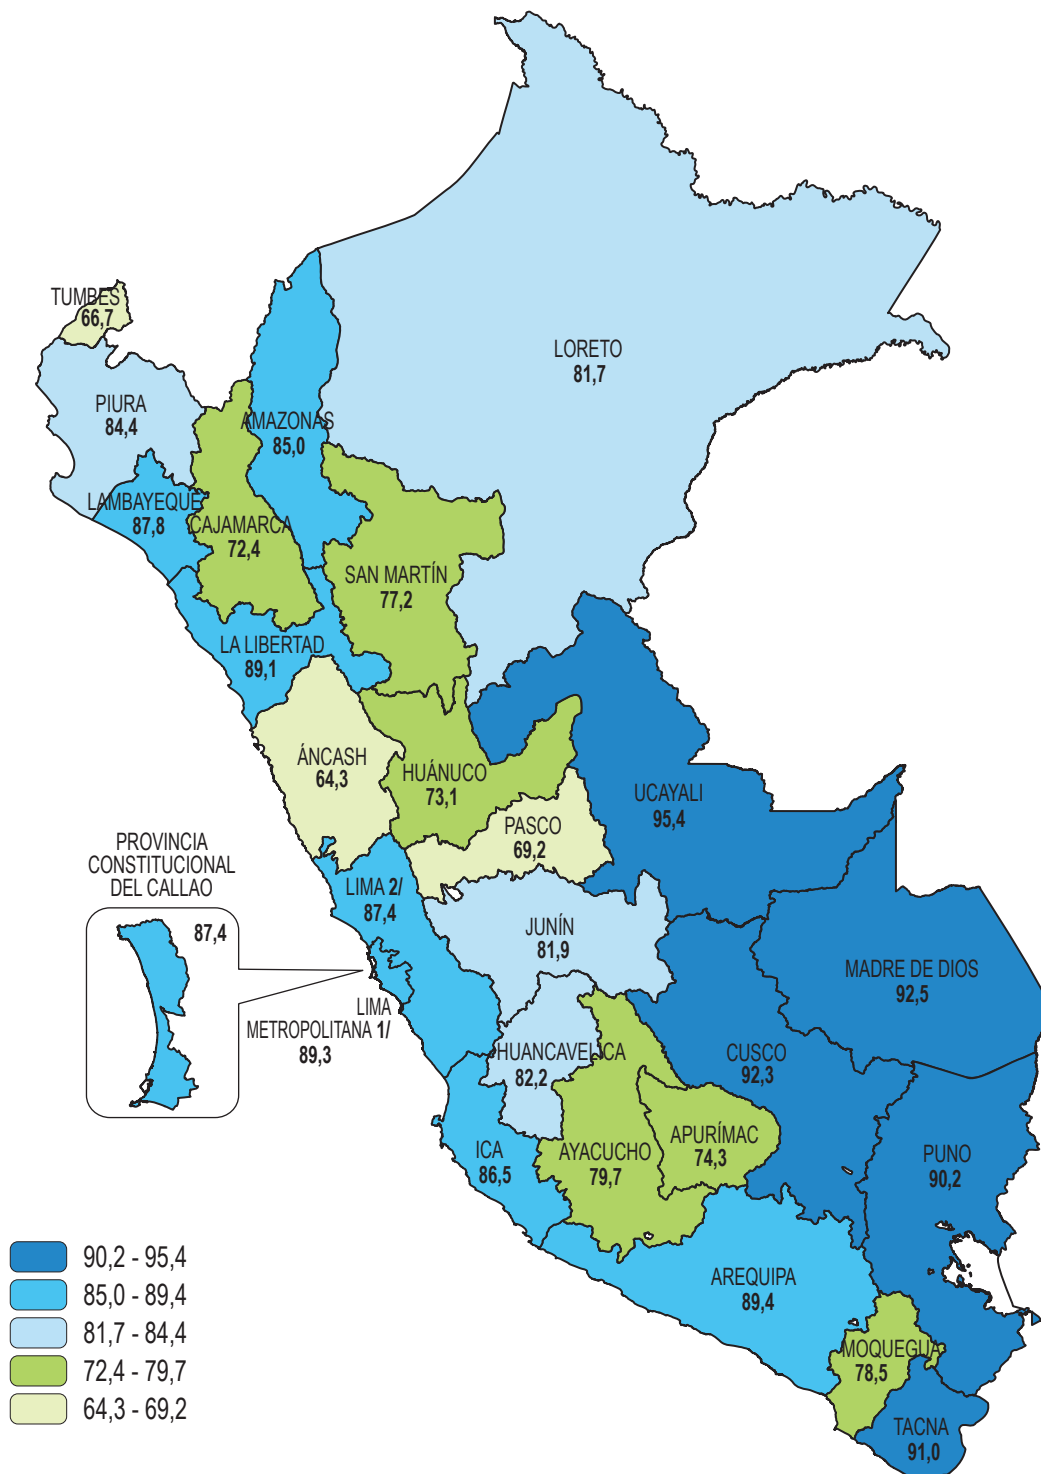 TUMBES
66,7
LORETO
81,7
PIURA
84,4
AMAZONAS
85,0
LAMBAYEQUE
87,8
CAJAMARCA
72,4
SAN MARTÍN
77,2
LA LIBERTAD
89,1
ÁNCASH
64,3
HUÁNUCO
73,1
UCAYALI
95,4
PASCO
69,2
PROVINCIA
CONSTITUCIONAL
DEL CALLAO
87,4
LIMA 2/
87,4
JUNÍN
81,9
MADRE DE DIOS
92,5
LIMA
METROPOLITANA 1/
89,3
HUANCAVELICA
82,2
CUSCO
92,3
ICA
86,5
AYACUCHO
79,7
APURÍMAC
74,3
PUNO
90,2
AREQUIPA
89,4
MOQUEGUA
78,5
TACNA
91,0
90,2 - 95,4
85,0 - 89,4
81,7 - 84,4
72,4 - 79,7
64,3 - 69,2